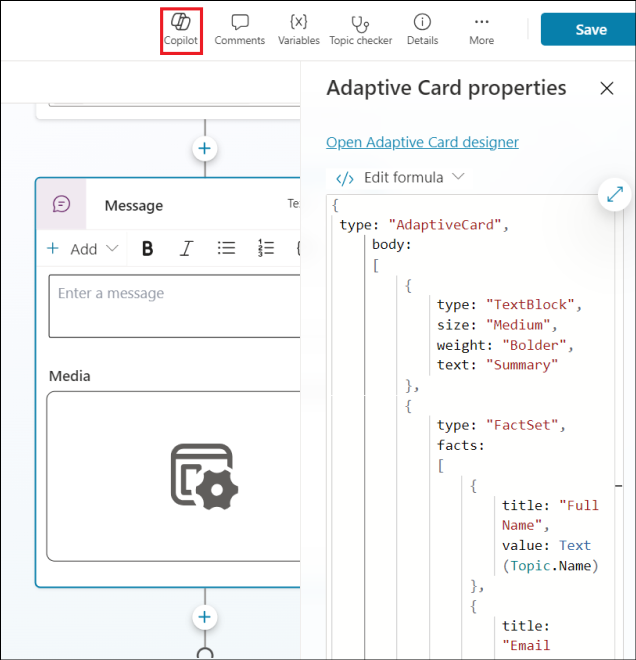 Copilot Comments Variables Topic checker Details More Save
Adaptive Card properties
Open Adaptive Card designer
</> Edit formula
{
type: "AdaptiveCard",
body:
[
{
type: "TextBlock",
size: "Medium",
weight: "Bolder",
text: "Summary"
},
{
type: "FactSet",
facts:
[
{
title: "Full
Name",
value: Text
(Topic.Name)
},
{
title:
"Email
Message
+ Add B I
Enter a message
Media